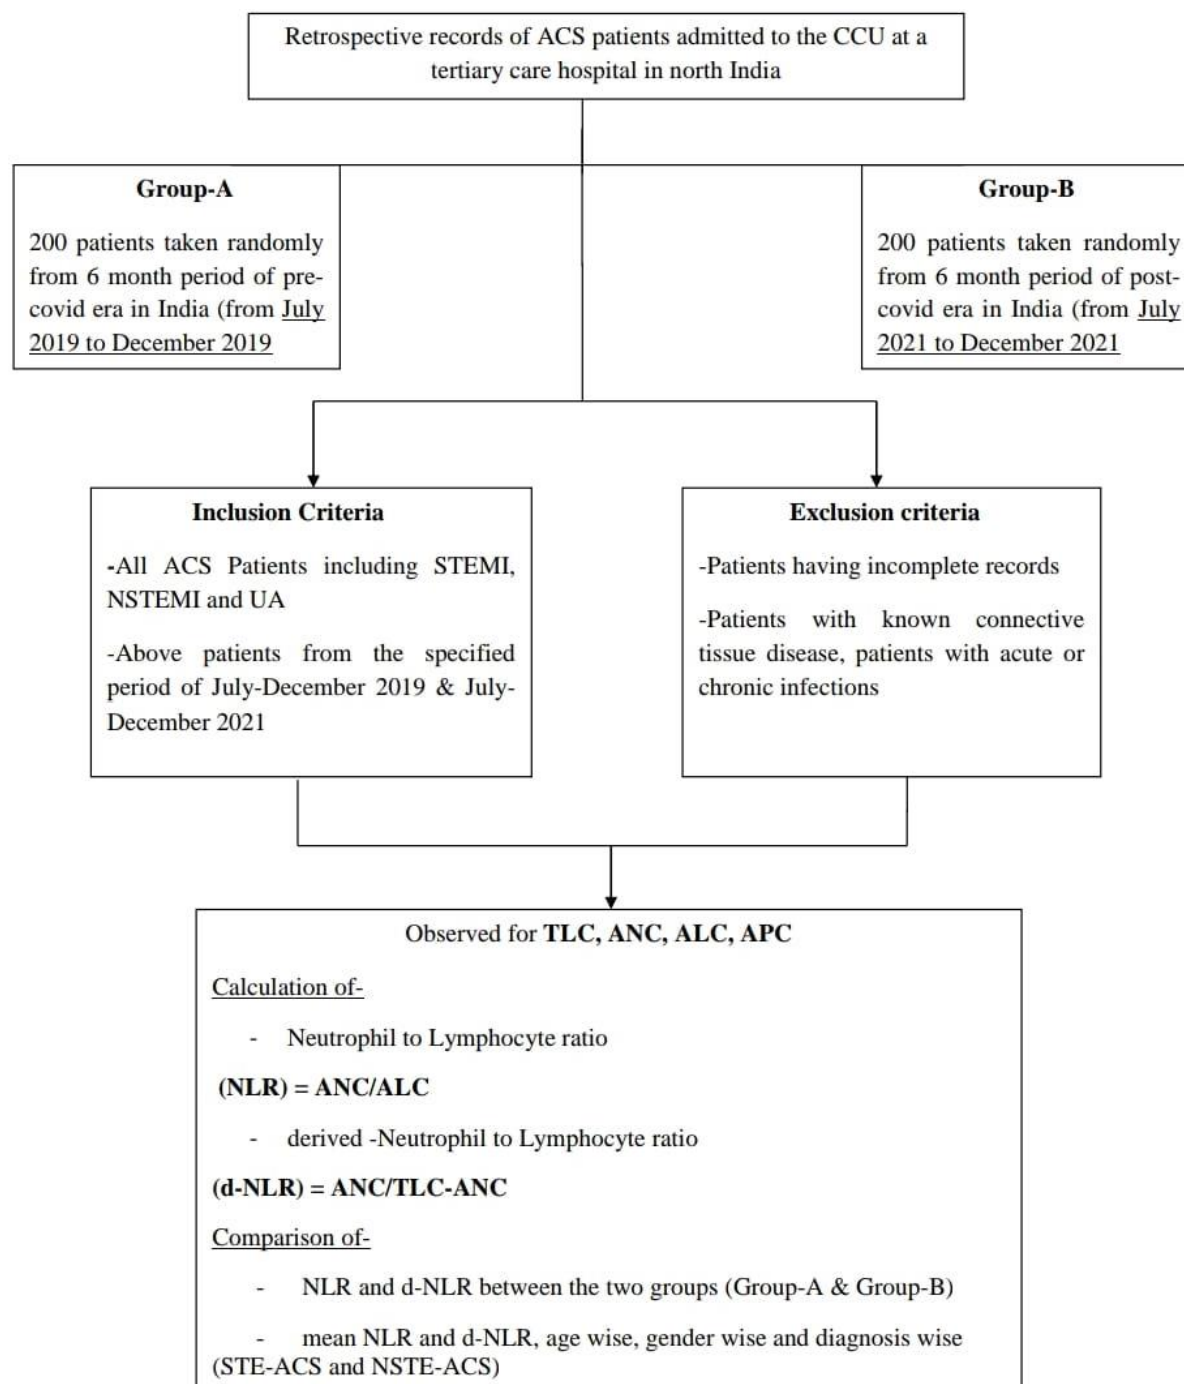 Retrospective records of ACS patients admitted to the CCU at a
tertiary care hospital in north India
Group-A
200 patients taken randomly
from 6 month period of pre-
covid era in India (from July
2019 to December 2019
Group-B
200 patients taken randomly
from 6 month period of post-
covid era in India (from July
2021 to December 2021
Inclusion Criteria
-All ACS Patients including STEMI,
NSTEMI and UA
-Above patients from the specified
period of July-December 2019 & July-
December 2021
Exclusion criteria
-Patients having incomplete records
-Patients with known connective
tissue disease, patients with acute or
chronic infections
Observed for TLC, ANC, ALC, APC
Calculation of-
- Neutrophil to Lymphocyte ratio
(NLR) = ANC/ALC
- derived -Neutrophil to Lymphocyte ratio
(d-NLR) = ANC/TLC-ANC
Comparison of-
- NLR and d-NLR between the two groups (Group-A & Group-B)
- mean NLR and d-NLR, age wise, gender wise and diagnosis wise
(STE-ACS and NSTE-ACS)